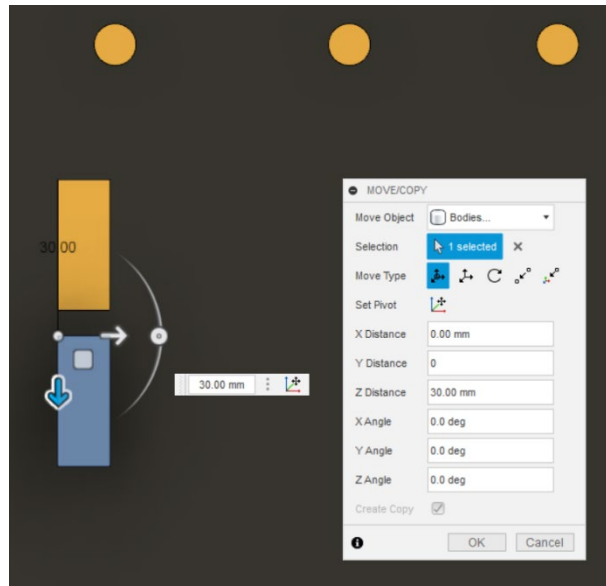 MOVE/COPY
Move Object Bodies...
Selection 1 selected
Move Type
Set Pivot
X Distance 0.00 mm
Y Distance 0
Z Distance 30.00 mm
X Angle 0.0 deg
Y Angle 0.0 deg
Z Angle 0.0 deg
Create Copy
OK Cancel
30.00
30.00 mm